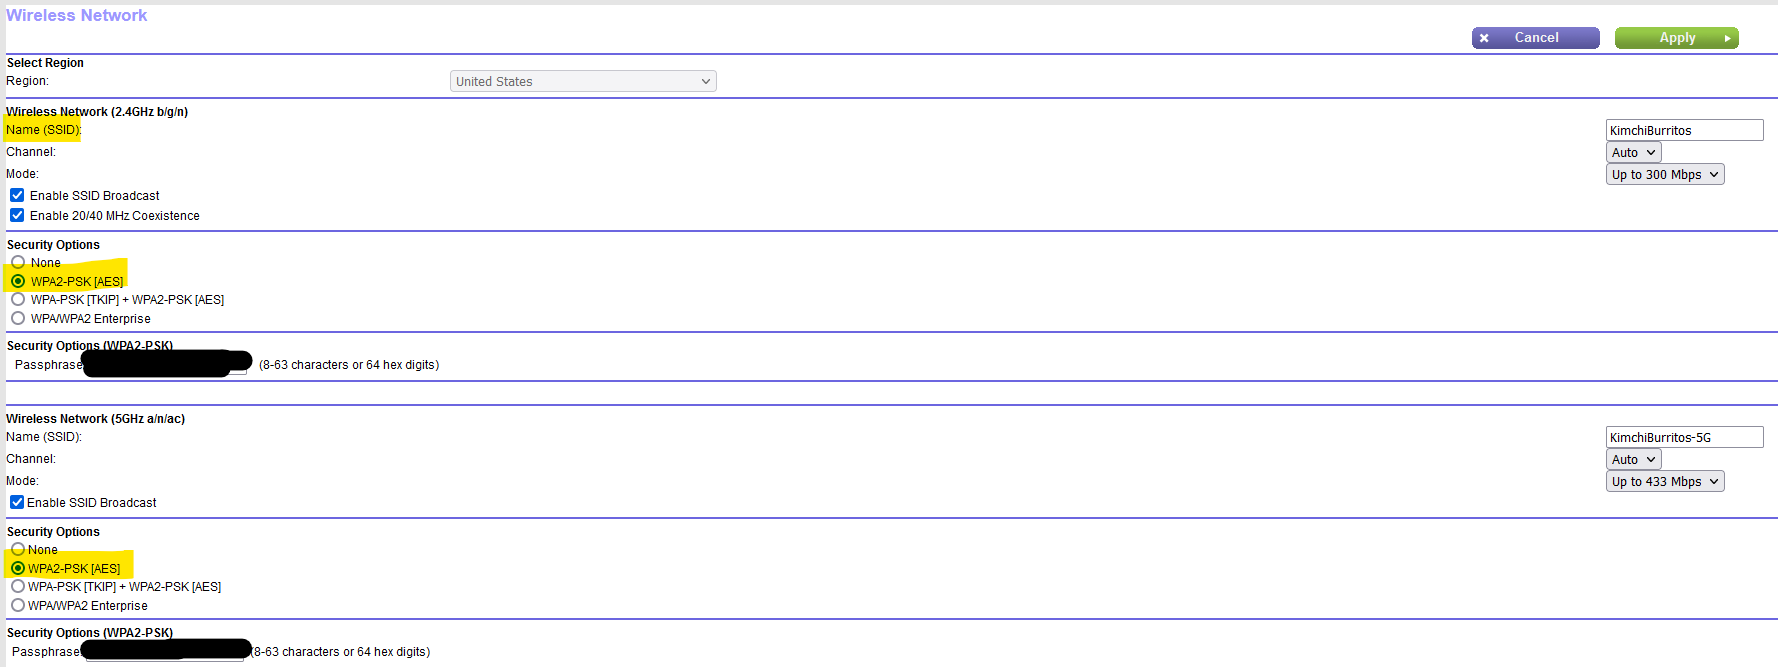 Wireless Network
Cancel Apply
Select Region
Region: United States
Wireless Network (2.4GHz b/g/n)
Name (SSID): KimchiBurritos
Channel: Auto
Mode: Up to 300 Mbps
Enable SSID Broadcast
Enable 20/40 MHz Coexistence
Security Options
None
WPA2-PSK [AES]
WPA-PSK [TKIP] + WPA2-PSK [AES]
WPA/WPA2 Enterprise
Security Options (WPA2-PSK)
Passphrase (8-63 characters or 64 hex digits)
Wireless Network (5GHz a/n/ac)
Name (SSID): KimchiBurritos-5G
Channel: Auto
Mode: Up to 433 Mbps
Enable SSID Broadcast
Security Options
None
WPA2-PSK [AES]
WPA-PSK [TKIP] + WPA2-PSK [AES]
WPA/WPA2 Enterprise
Security Options (WPA2-PSK)
Passphrase (8-63 characters or 64 hex digits)